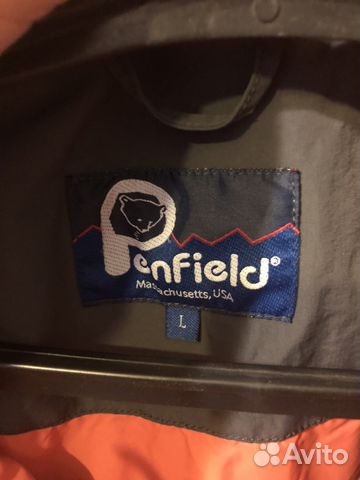 Penfield®
Massachusetts, USA
L
Avito